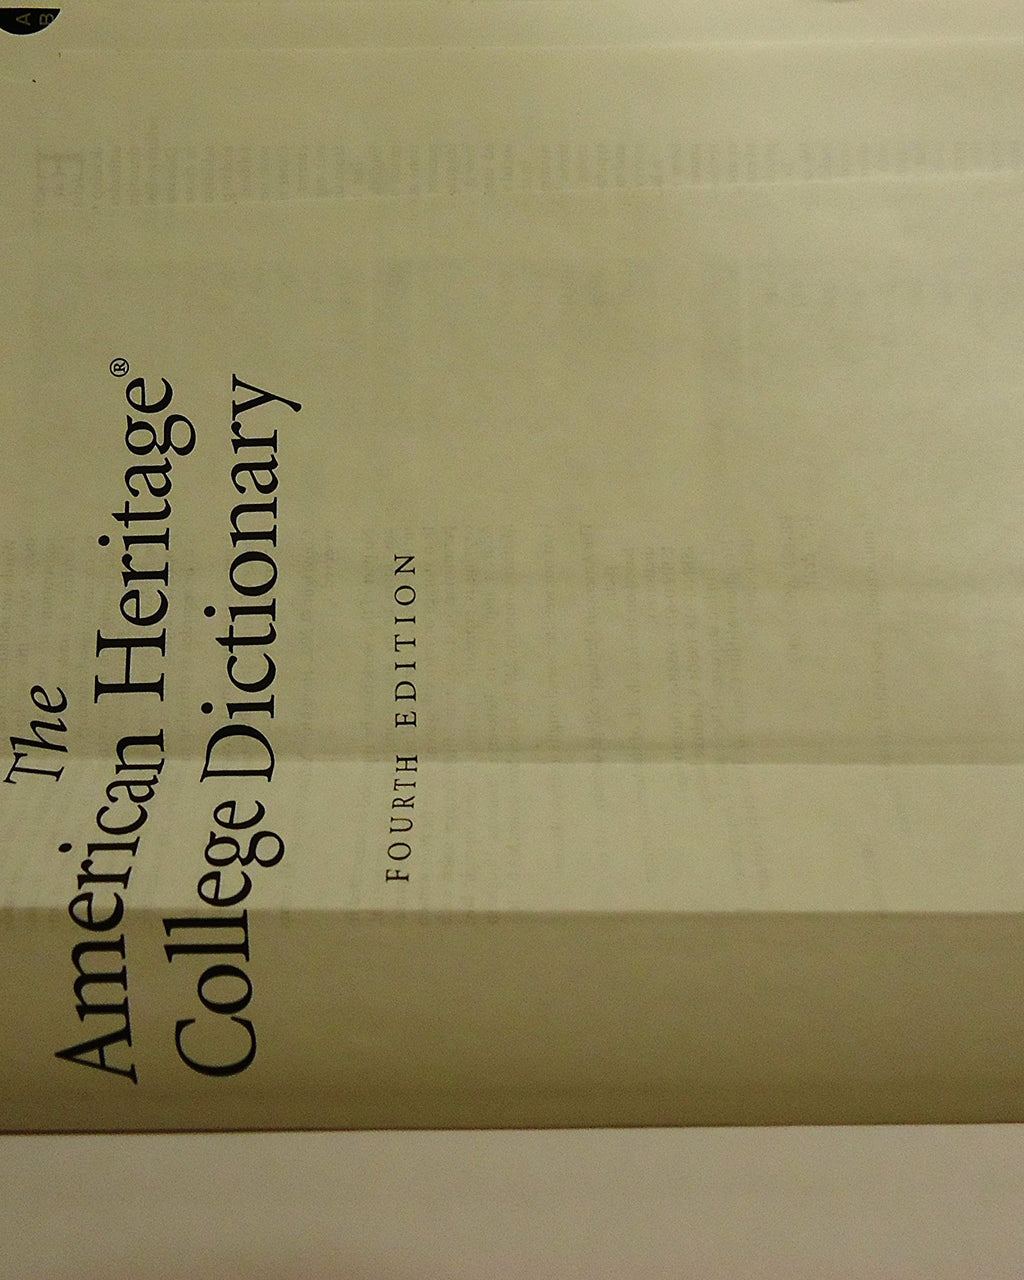 The
American Heritage®
College Dictionary
FOURTH EDITION
A
B